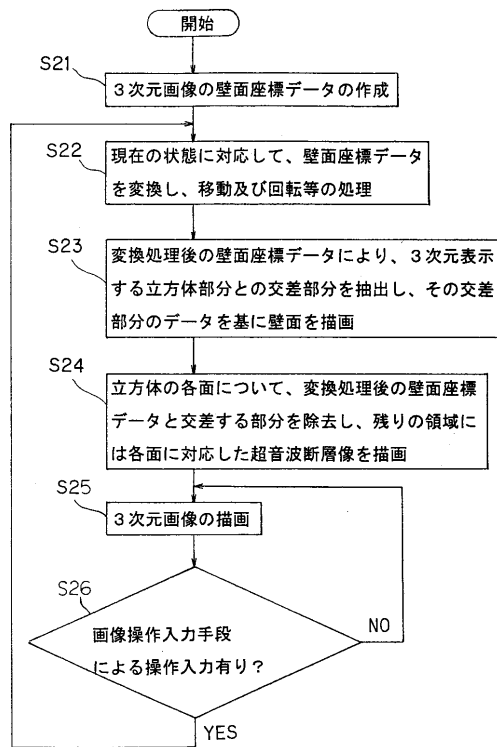 開始
S21
3次元画像の壁面座標データの作成
S22
現在の状態に対応して、壁面座標データ
を変換し、移動及び回転等の処理
S23
変換処理後の壁面座標データにより、3次元表示
する立方体部分との交差部分を抽出し、その交差
部分のデータを基に壁面を描画
S24
立方体の各面について、変換処理後の壁面座標
データと交差する部分を除去し、残りの領域に
は各面に対応した超音波断層像を描画
S25
3次元画像の描画
S26
画像操作入力手段
による操作入力有り?
NO
YES